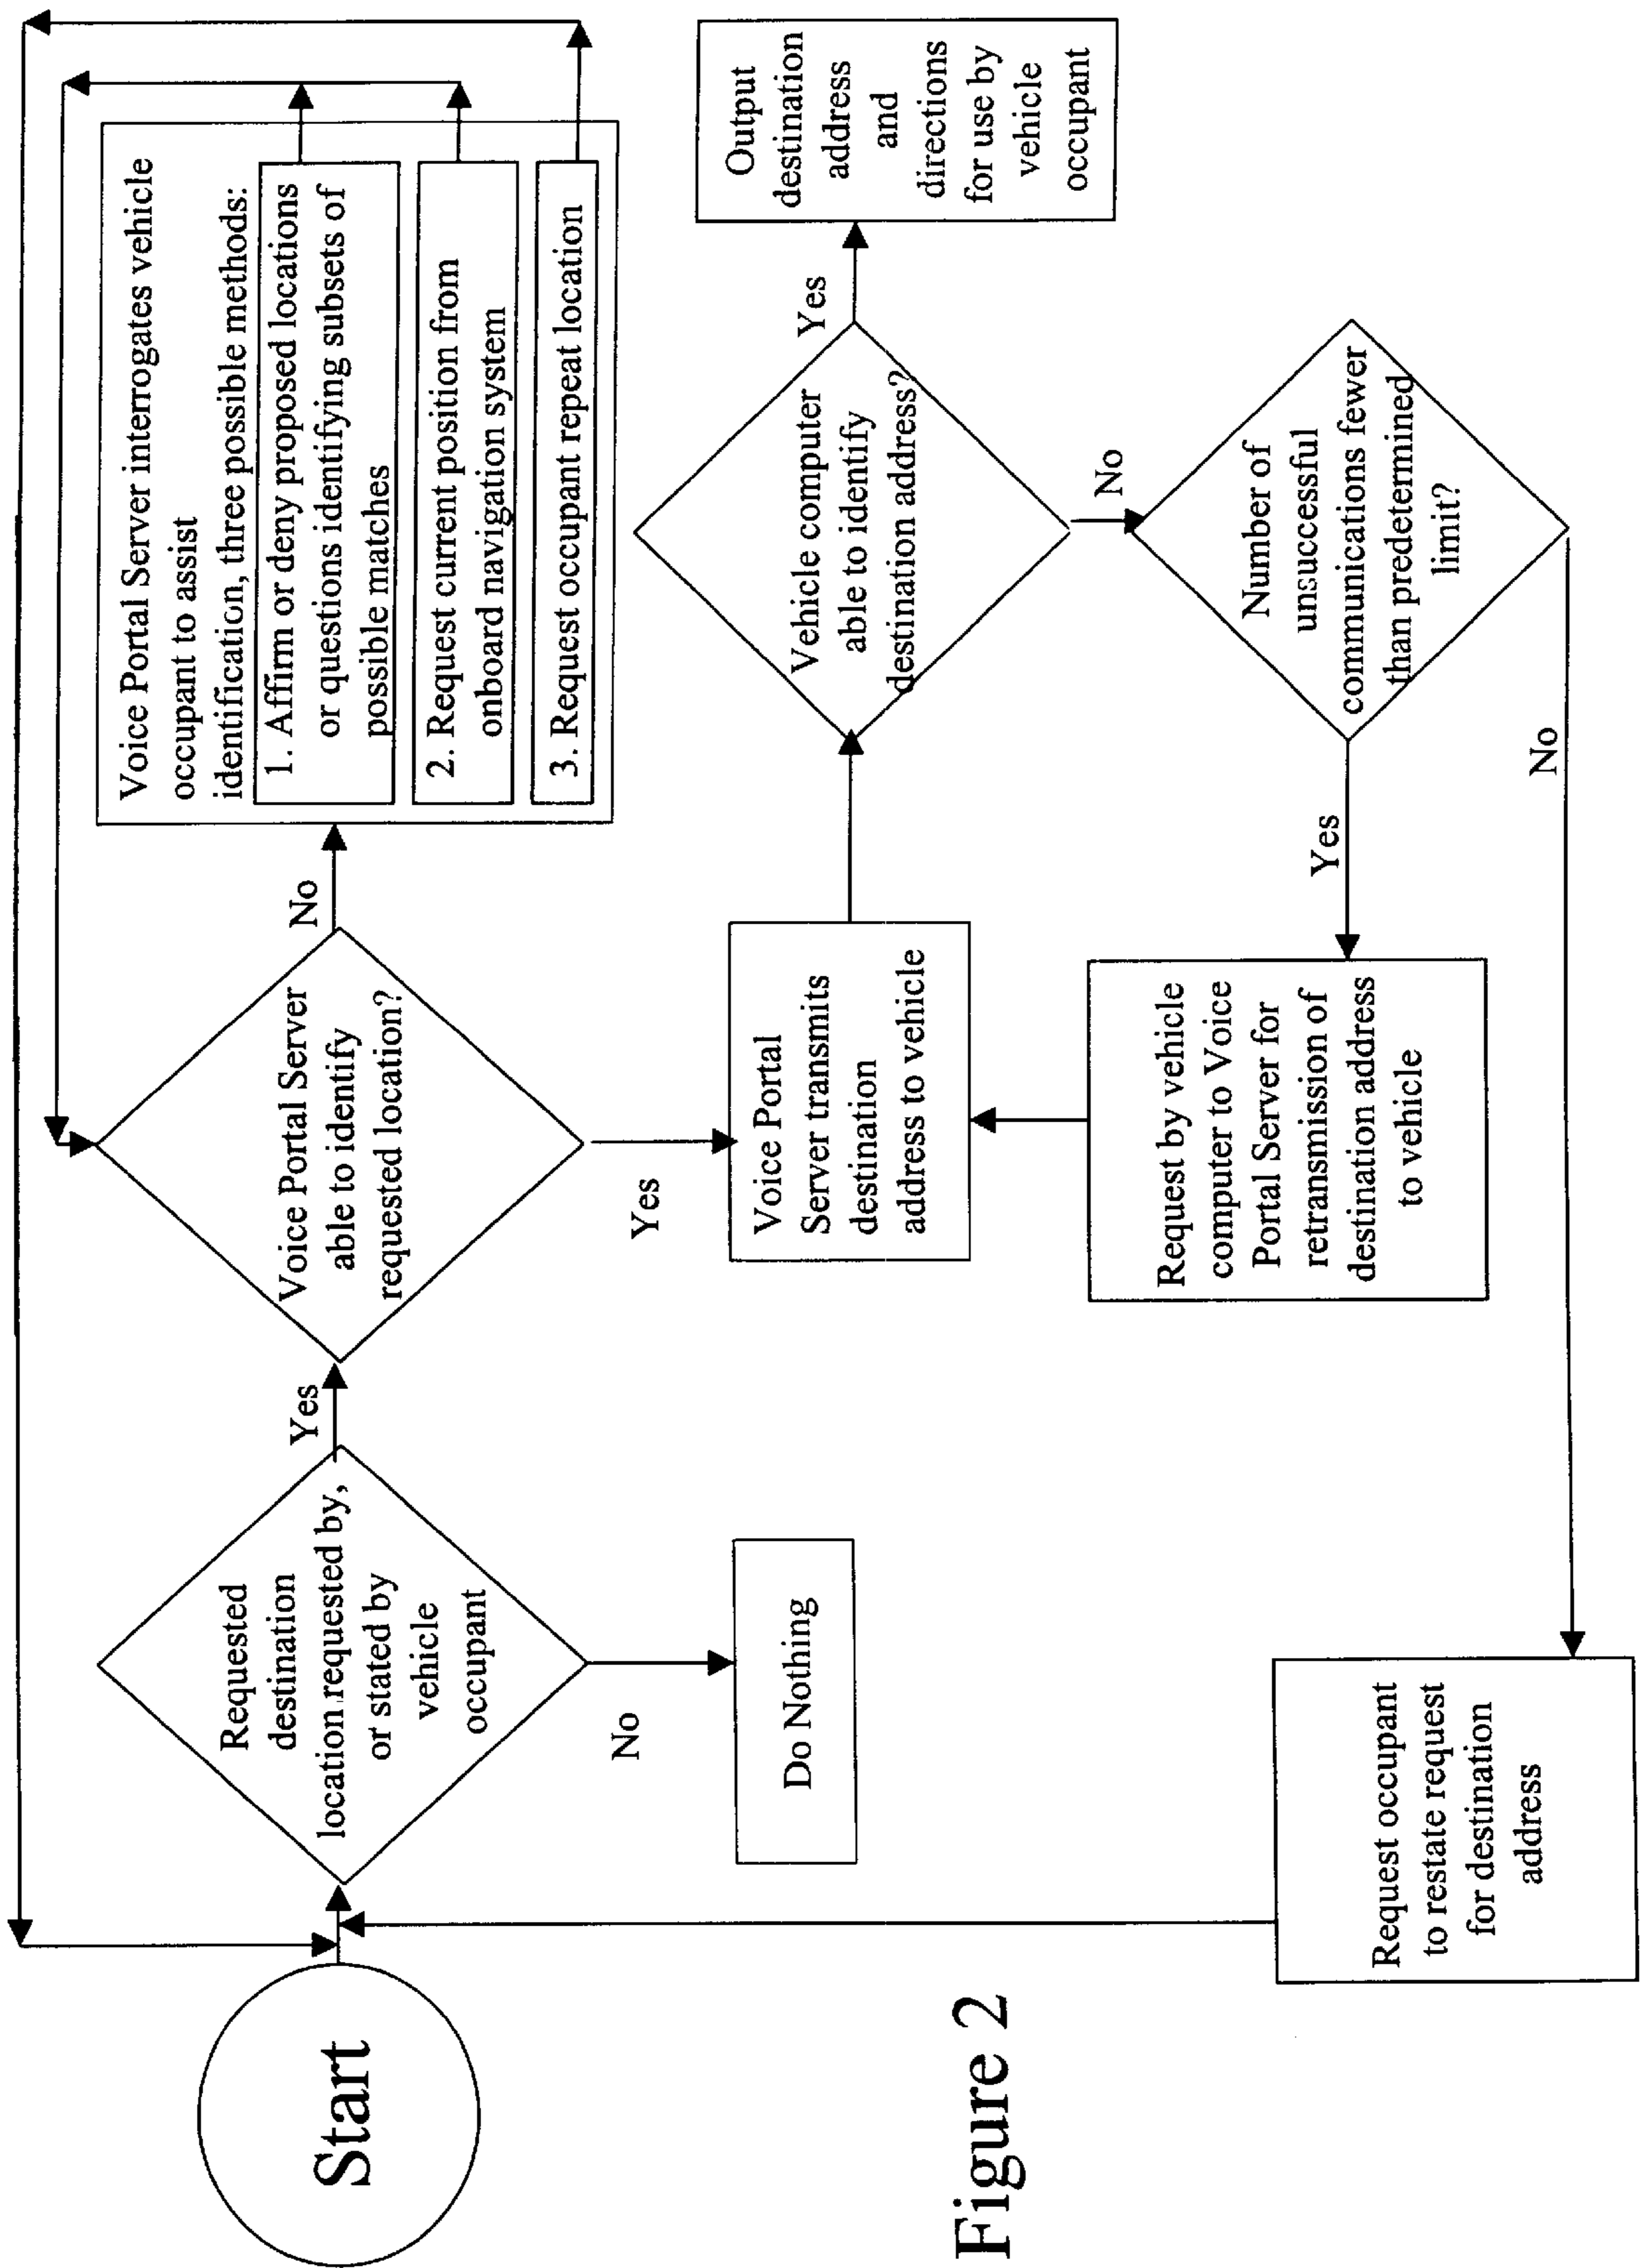 Start
Requested
destination
location requested by,
or stated by
vehicle
occupant
Yes
No
Do Nothing
Voice Portal Server
able to identify
requested location?
No
Yes
Voice Portal Server interrogates vehicle
occupant to assist
identification, three possible methods:
1. Affirm or deny proposed locations
or questions identifying subsets of
possible matches
2. Request current position from
onboard navigation system
3. Request occupant repeat location
Voice Portal
Server transmits
destination
address to vehicle
Vehicle computer
able to identify
destination address?
Yes
Output
destination
address
and
directions
for use by
vehicle
occupant
No
Number of
unsuccessful
communications fewer
than predetermined
limit?
Yes
Request by vehicle
computer to Voice
Portal Server for
retransmission of
destination address
to vehicle
No
Request occupant
to restate request
for destination
address
Figure 2